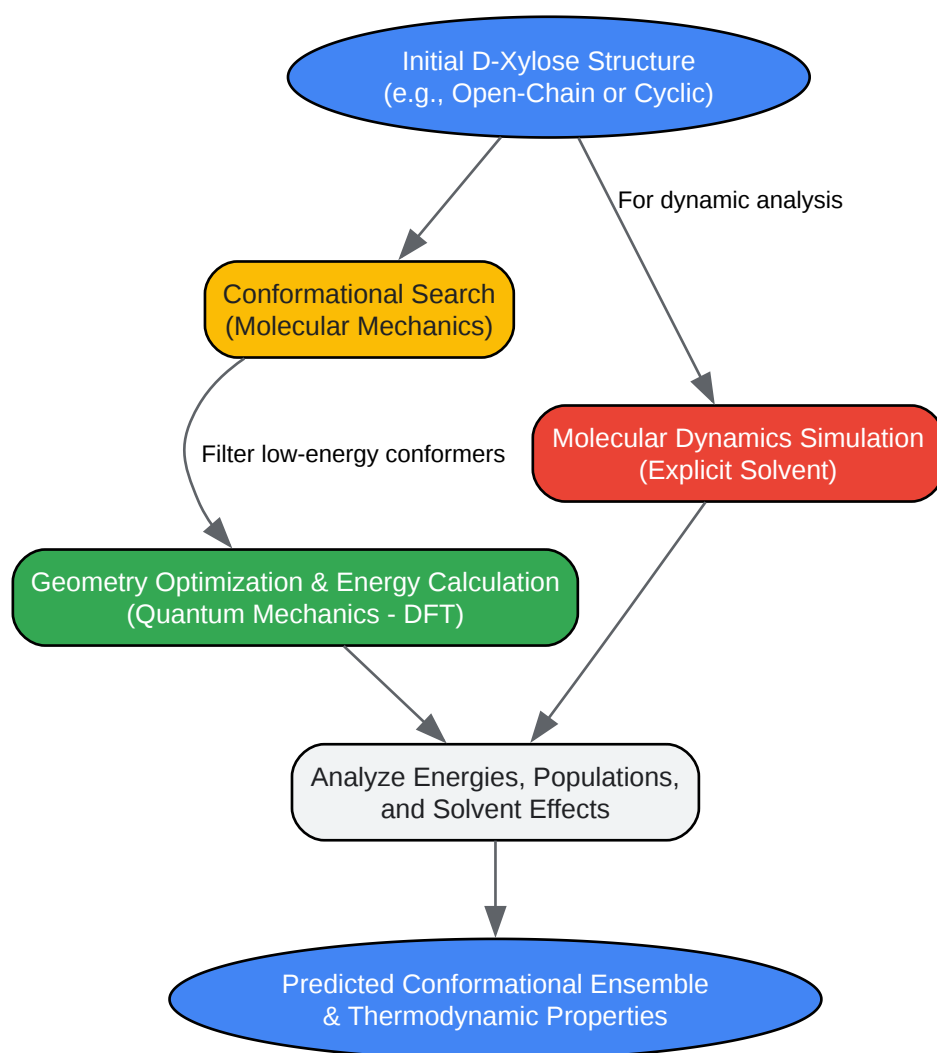 Initial D-Xylose Structure
(e.g., Open-Chain or Cyclic)
For dynamic analysis
Conformational Search
(Molecular Mechanics)
Molecular Dynamics Simulation
(Explicit Solvent)
Filter low-energy conformers
Geometry Optimization & Energy Calculation
(Quantum Mechanics - DFT)
Analyze Energies, Populations,
and Solvent Effects
Predicted Conformational Ensemble
& Thermodynamic Properties